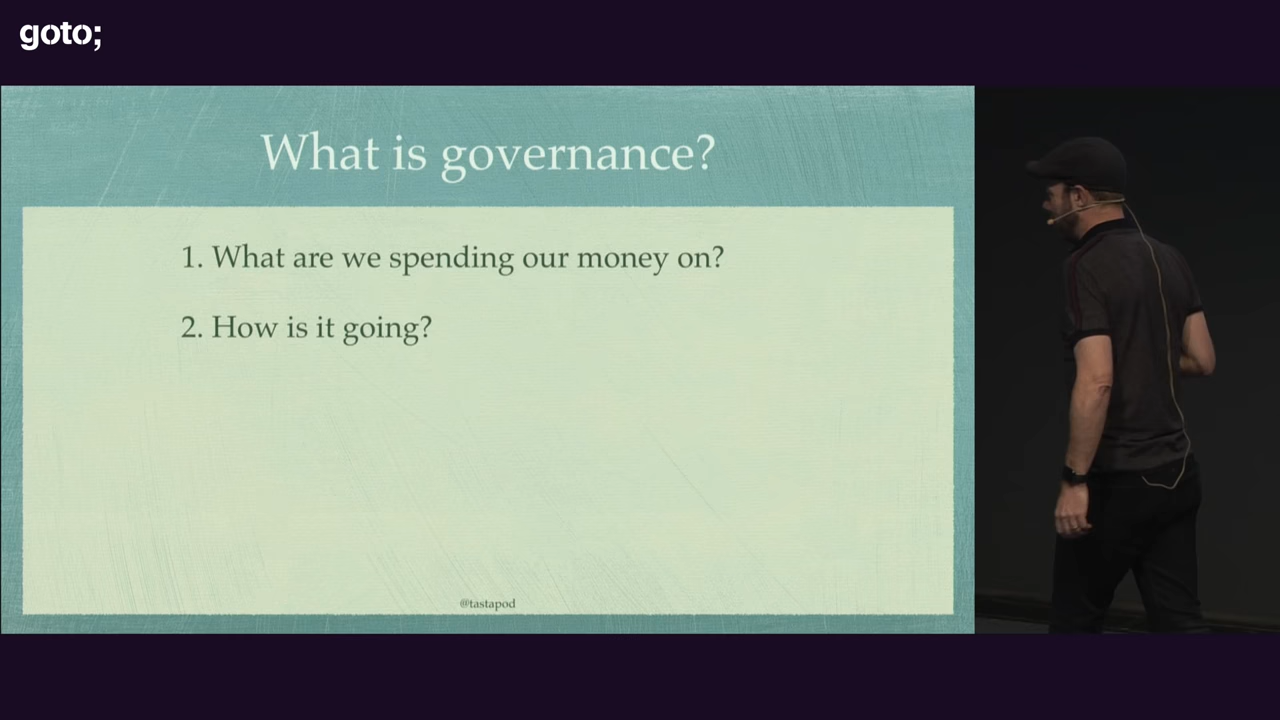 goto;
What is governance?
1. What are we spending our money on?
2. How is it going?
@tastapod